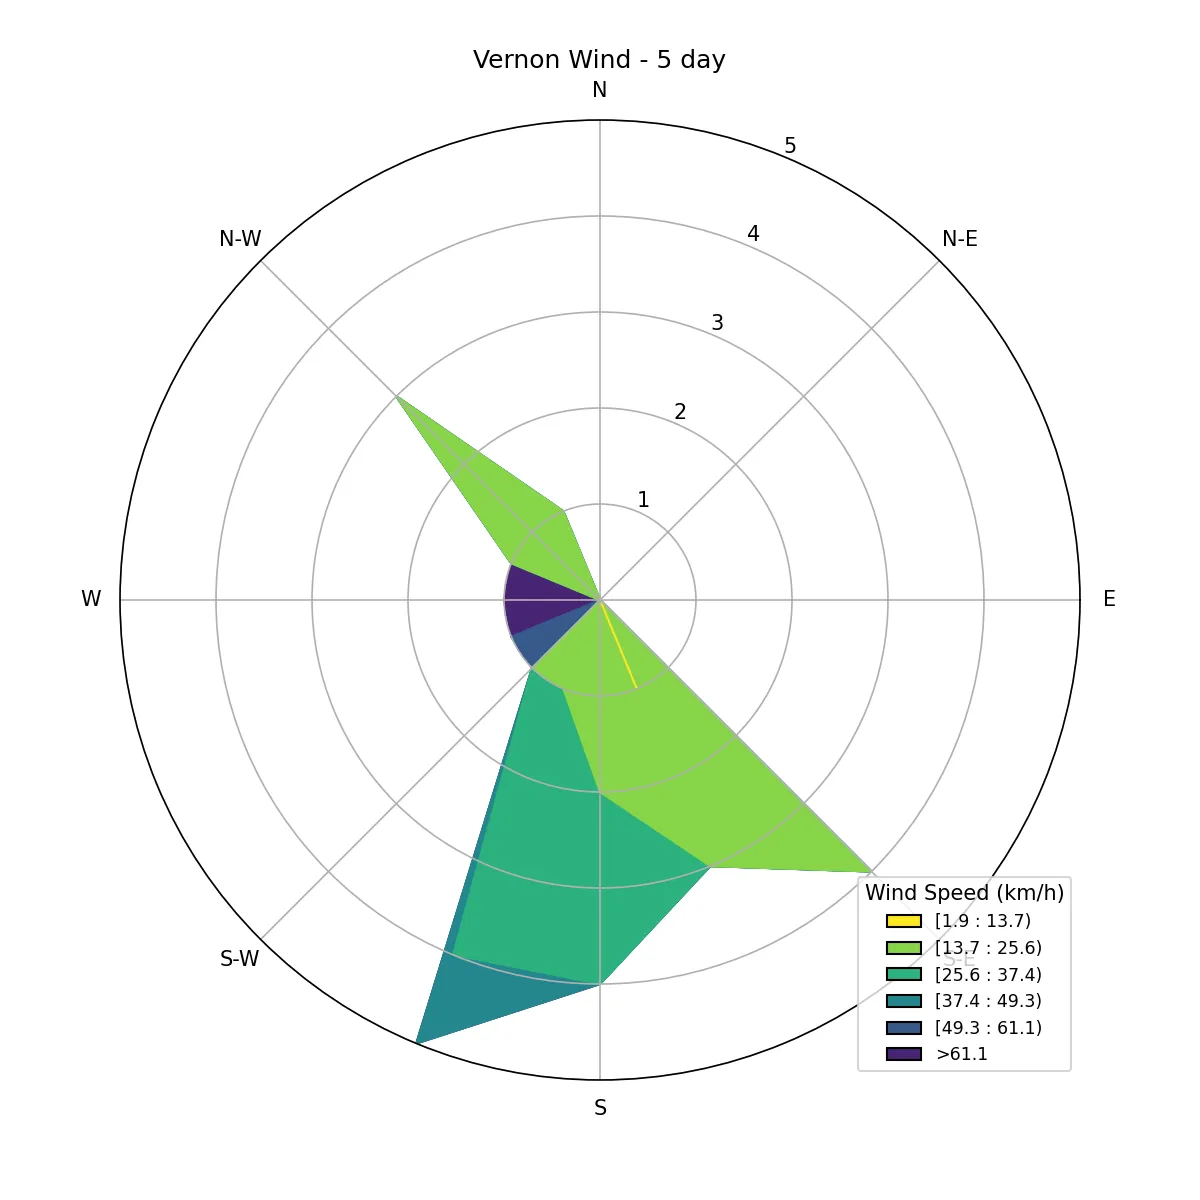 Vernon Wind - 5 day
N
5
N-W
N-E
4
3
2
1
W
E
Wind Speed (km/h)
[1.9 : 13.7)
[13.7 : 25.6)
S-W
S-E
[25.6 : 37.4)
[37.4 : 49.3)
[49.3 : 61.1)
>61.1
S